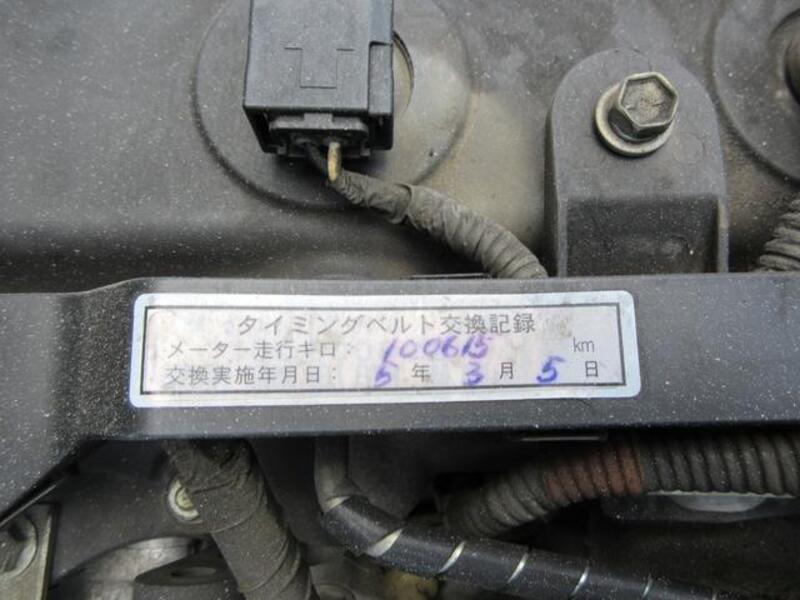 タイミングベルト交換記録
メーター走行キロ: 100615 km
交換実施年月日: 5 年 3 月 5 日